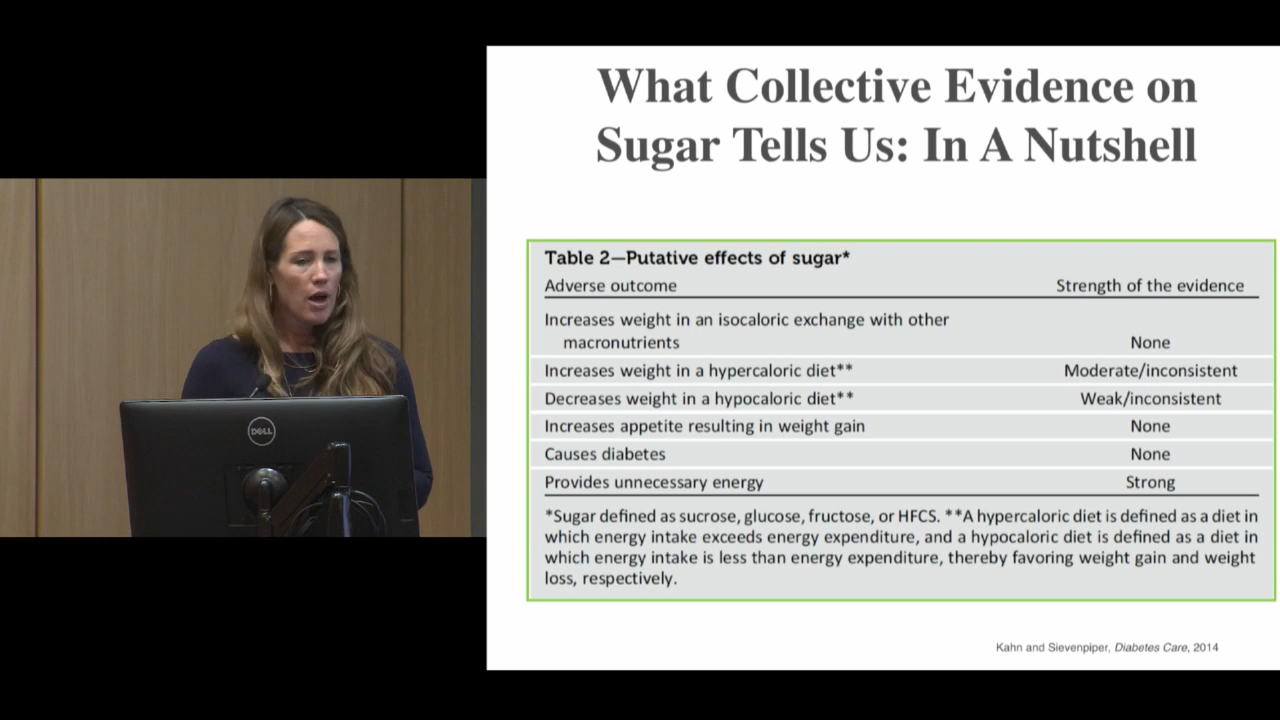 What Collective Evidence on
Sugar Tells Us: In A Nutshell
Table 2—Putative effects of sugar*
Adverse outcome Strength of the evidence
Increases weight in an isocaloric exchange with other
macronutrients None
Increases weight in a hypercaloric diet** Moderate/inconsistent
Decreases weight in a hypocaloric diet** Weak/inconsistent
Increases appetite resulting in weight gain None
Causes diabetes None
Provides unnecessary energy Strong
*Sugar defined as sucrose, glucose, fructose, or HFCS. **A hypercaloric diet is defined as a diet in
which energy intake exceeds energy expenditure, and a hypocaloric diet is defined as a diet in
which energy intake is less than energy expenditure, thereby favoring weight gain and weight
loss, respectively.
Kahn and Sievenpiper, Diabetes Care, 2014
DELL